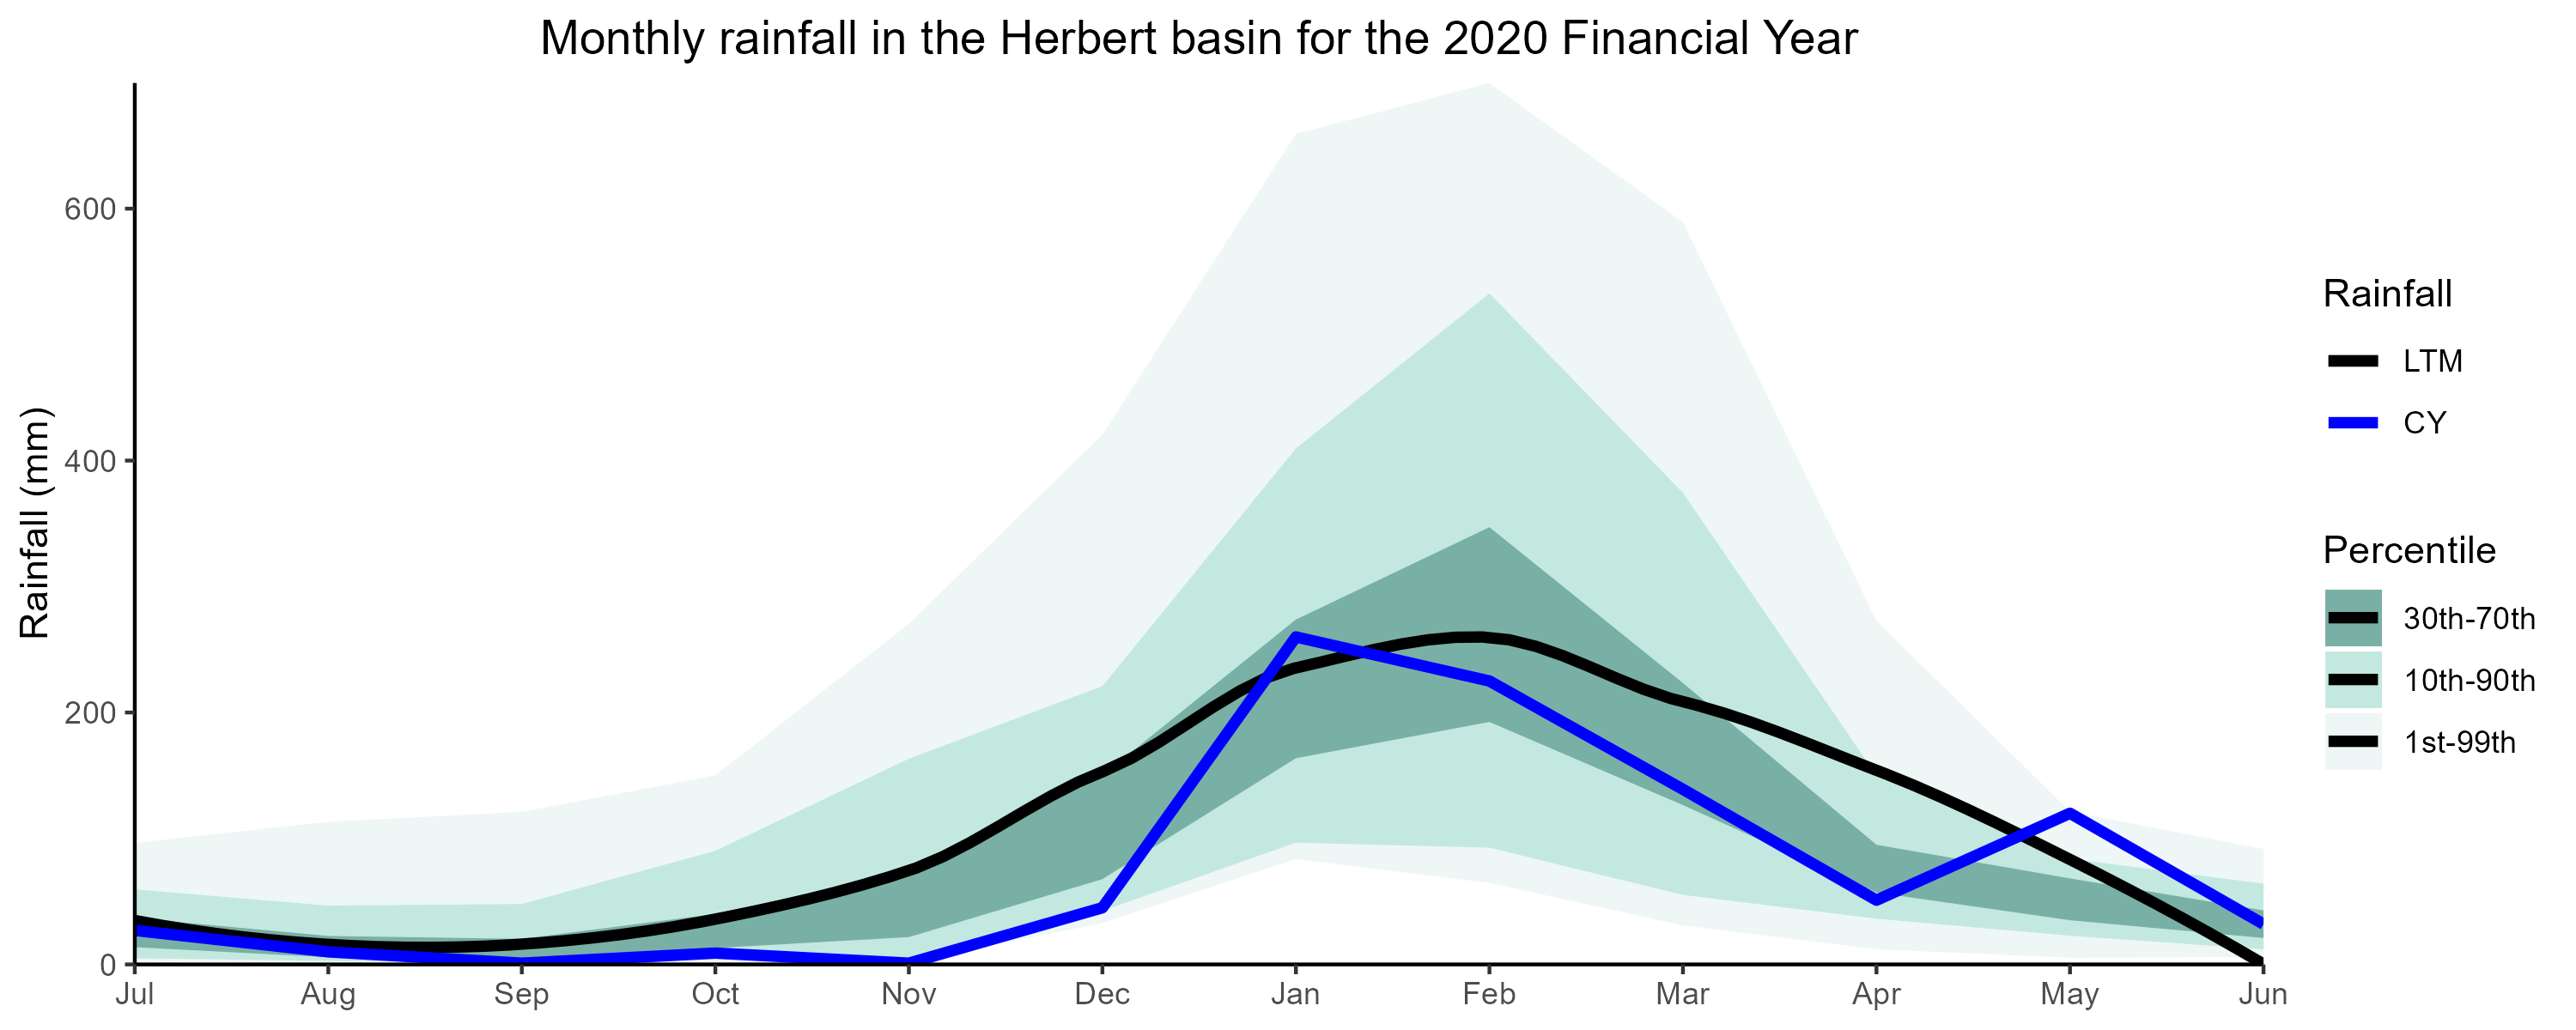 Monthly rainfall in the Herbert basin for the 2020 Financial Year
Rainfall (mm)
600
400
200
0
Jul Aug Sep Oct Nov Dec Jan Feb Mar Apr May Jun
Rainfall
LTM
CY
Percentile
30th-70th
10th-90th
1st-99th